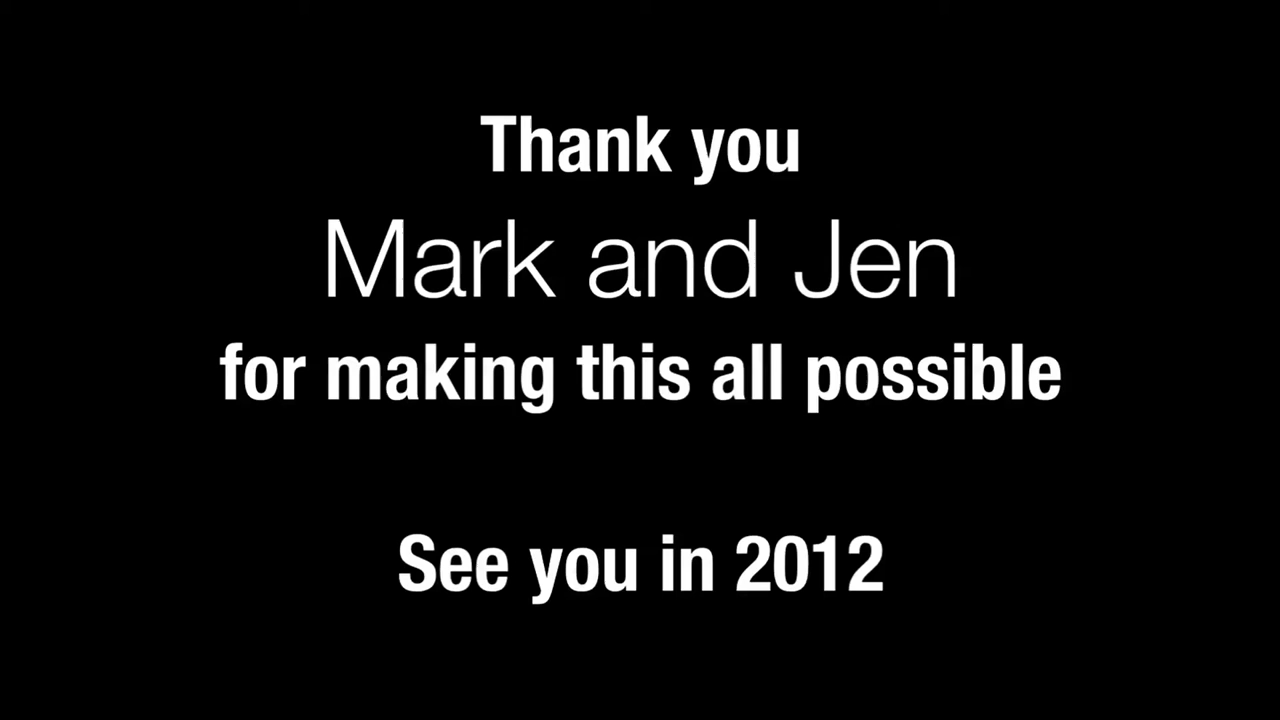 Thank you
Mark and Jen
for making this all possible
See you in 2012